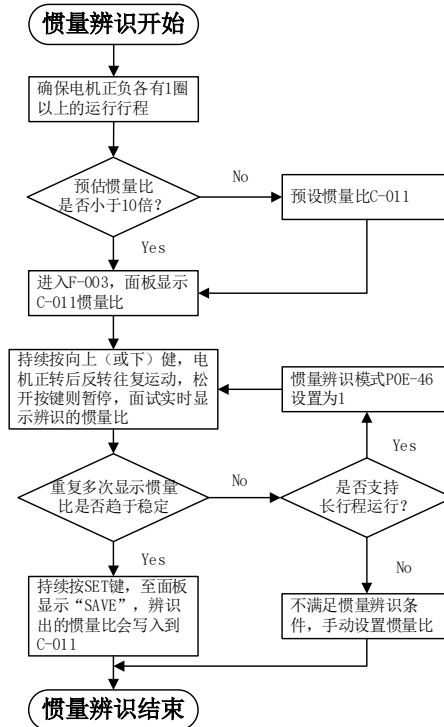 惯量辨识开始
确保电机正负各有1圈
以上的运行行程
预估惯量比
是否小于10倍？
No
预设惯量比C-011
Yes
进入F-003，面板显示
C-011惯量比
持续按向上（或下）健，电
机正转后反转往复运动，松
开按键则暂停，面试实时显
示辨识的惯量比
惯量辨识模式POE-46
设置为1
Yes
重复多次显示惯量
比是否趋于稳定
No
是否支持
长行程运行？
Yes
No
持续按SET键，至面板
显示“SAVE”，辨识
出的惯量比会写入到
C-011
不满足惯量辨识条
件，手动设置惯量比
惯量辨识结束